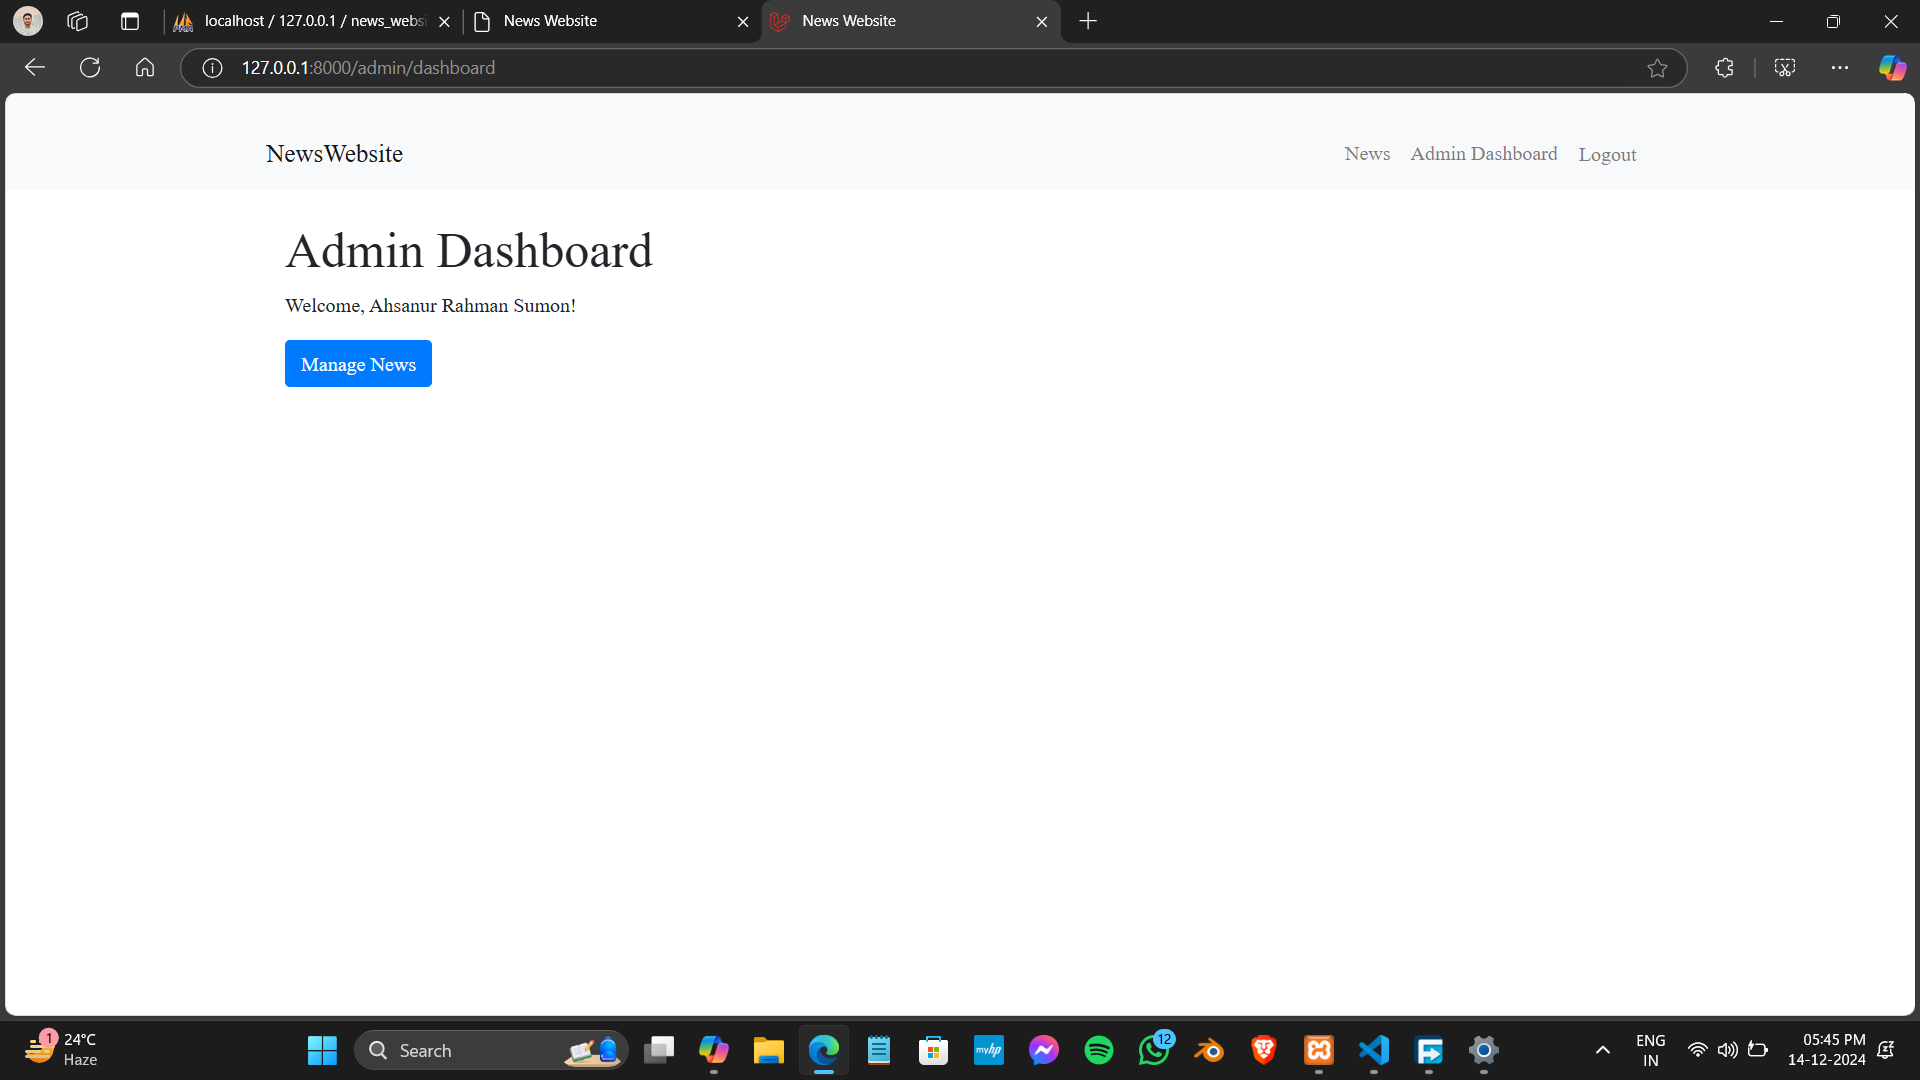 localhost / 127.0.0.1 / news_websi
News Website
News Website
127.0.0.1:8000/admin/dashboard
NewsWebsite
News
Admin Dashboard
Logout
Admin Dashboard
Welcome, Ahsanur Rahman Sumon!
Manage News
1
24°C
Haze
Search
myhp
12
ENG
IN
05:45 PM
14-12-2024